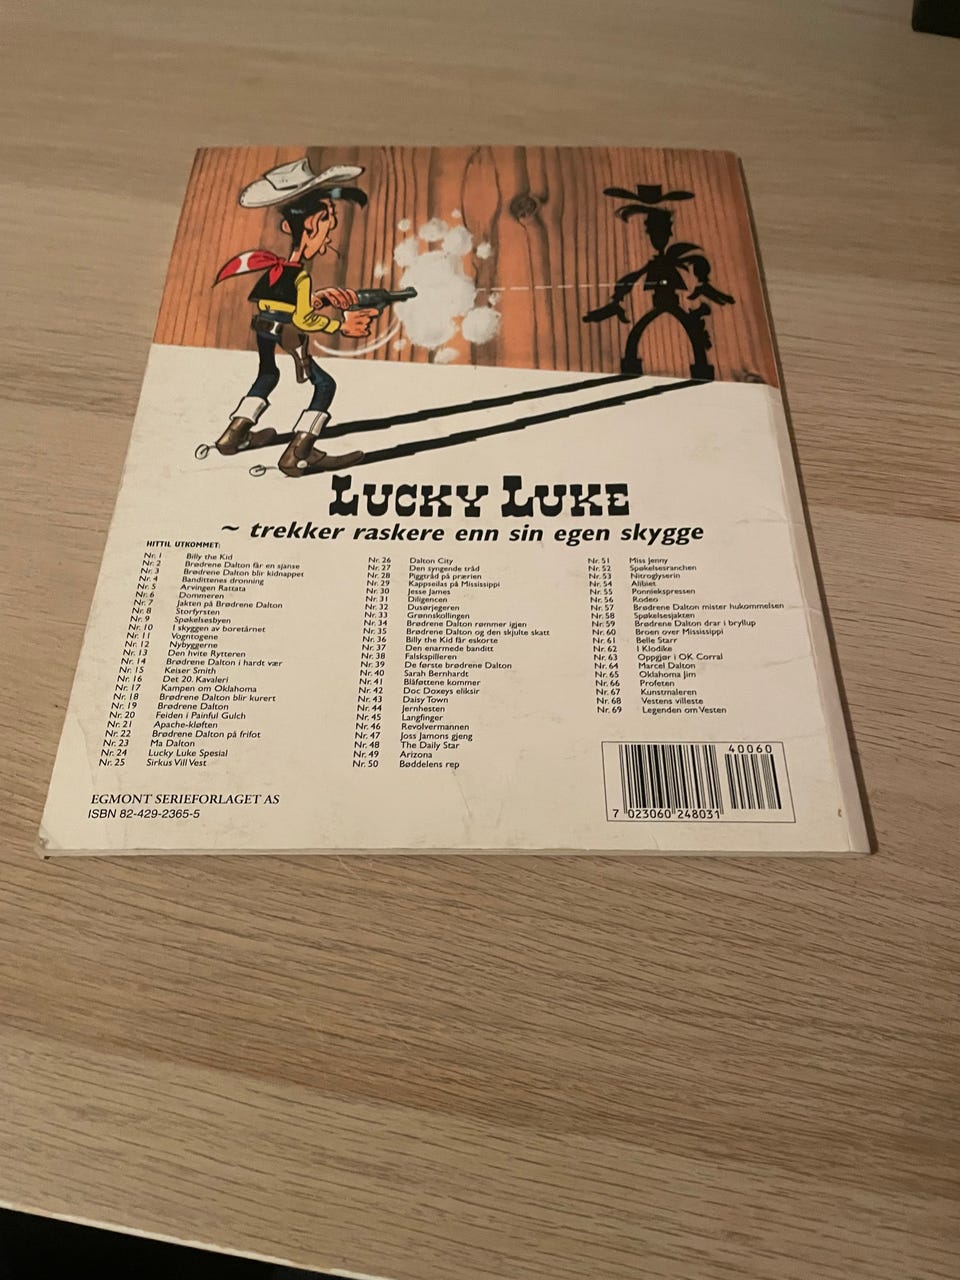 LUCKY LUKE
~ trekker raskere enn sin egen skygge
HITTIL UTKOMMET:
Nr. 1 Billy the Kid
Nr. 2 Brødrene Dalton får en sjanse
Nr. 3 Brødrene Dalton blir kidnappet
Nr. 4 Bandittenes dronning
Nr. 5 Arvingen Rattata
Nr. 6 Dommeren
Nr. 7 Jakten på Brødrene Dalton
Nr. 8 Storfyrsten
Nr. 9 Spøkelsesbyen
Nr. 10 I skyggen av boretårnet
Nr. 11 Vogntogene
Nr. 12 Nybyggerne
Nr. 13 Den hvite Rytteren
Nr. 14 Brødrene Dalton i hardt vær
Nr. 15 Keiser Smith
Nr. 16 Det 20. Kavaleri
Nr. 17 Kampen om Oklahoma
Nr. 18 Brødrene Dalton blir kurert
Nr. 19 Brødrene Dalton
Nr. 20 Feiden i Painful Gulch
Nr. 21 Apache-kløften
Nr. 22 Brødrene Dalton på frifot
Nr. 23 Ma Dalton
Nr. 24 Lucky Luke Spesial
Nr. 25 Sirkus Vill Vest
Nr. 26 Dalton City
Nr. 27 Den syngende tråd
Nr. 28 Piggtråd på prærien
Nr. 29 Kappseilas på Mississippi
Nr. 30 Jesse James
Nr. 31 Diligencen
Nr. 32 Dusørjegeren
Nr. 33 Grønnskollingen
Nr. 34 Brødrene Dalton rømmer igjen
Nr. 35 Brødrene Dalton og den skjulte skatt
Nr. 36 Billy the Kid får eskorte
Nr. 37 Den enarmede banditt
Nr. 38 Falskspilleren
Nr. 39 De første brødrene Dalton
Nr. 40 Sarah Bernhardt
Nr. 41 Blåføttene kommer
Nr. 42 Doc Doxeys eliksir
Nr. 43 Daisy Town
Nr. 44 Jernhesten
Nr. 45 Langfinger
Nr. 46 Revolvermannen
Nr. 47 Joss Jamons gjeng
Nr. 48 The Daily Star
Nr. 49 Arizona
Nr. 50 Bøddelens rep
Nr. 51 Miss Jenny
Nr. 52 Spøkelsesranchen
Nr. 53 Nitroglyserin
Nr. 54 Alibiet
Nr. 55 Ponniekspressen
Nr. 56 Rodeo
Nr. 57 Brødrene Dalton mister hukommelsen
Nr. 58 Spøkelsesjakten
Nr. 59 Brødrene Dalton drar i bryllup
Nr. 60 Broen over Mississippi
Nr. 61 Belle Starr
Nr. 62 I Klodike
Nr. 63 Oppgjør i OK Corral
Nr. 64 Marcel Dalton
Nr. 65 Oklahoma Jim
Nr. 66 Profeten
Nr. 67 Kunstmaleren
Nr. 68 Vestens villeste
Nr. 69 Legenden om Vesten
EGMONT SERIEFORLAGET AS
ISBN 82-429-2365-5
40060
7 023060 248031